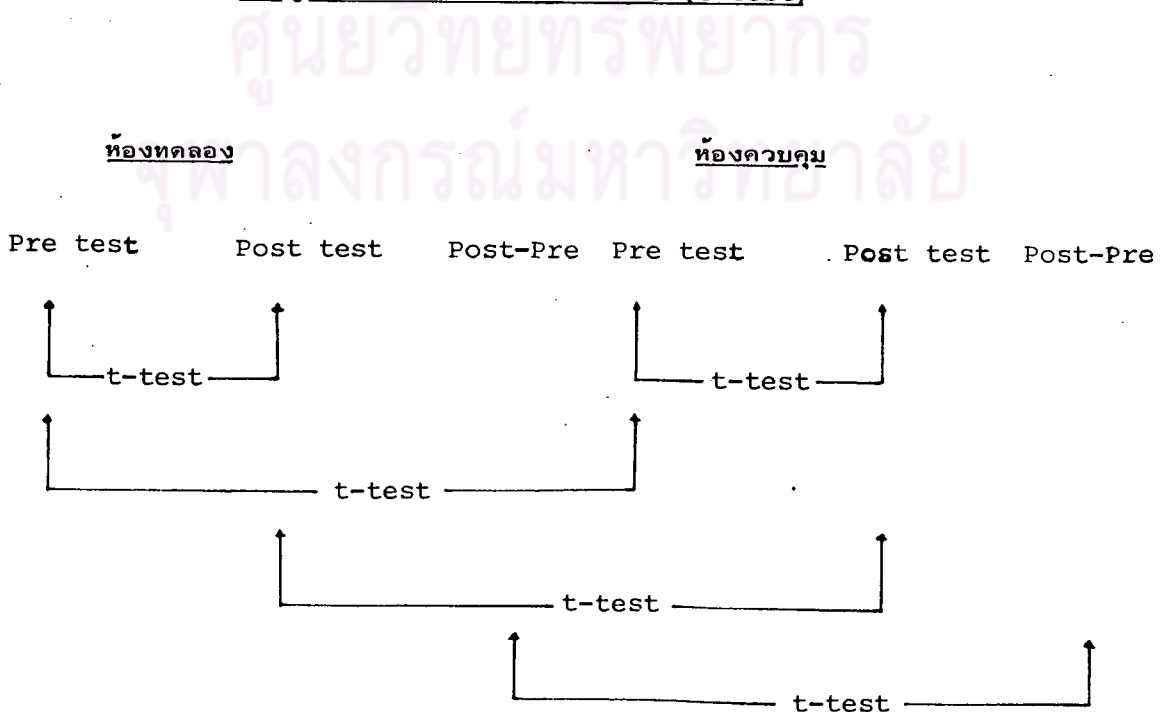 ศูนย์วิทยทรัพยากร
จุฬาลงกรณ์มหาวิทยาลัย
ห้องทดลอง ห้องควบคุม
Pre test Post test Post-Pre Pre test Post test Post-Pre
t-test t-test
t-test
t-test
t-test